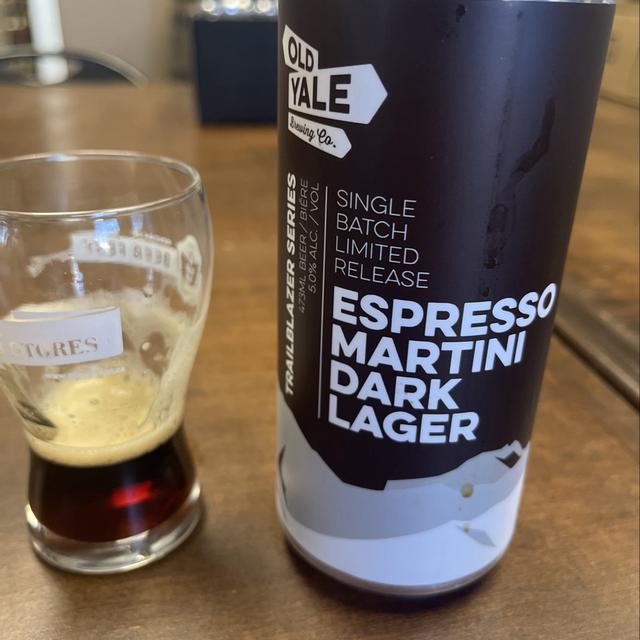 OLD
YALE
Brewing Co.
TRAILBLAZER SERIES
473ML BEER / BIÈRE
5.0% ALC. / VOL
SINGLE
BATCH
LIMITED
RELEASE
ESPRESSO
MARTINI
DARK
LAGER
STORES